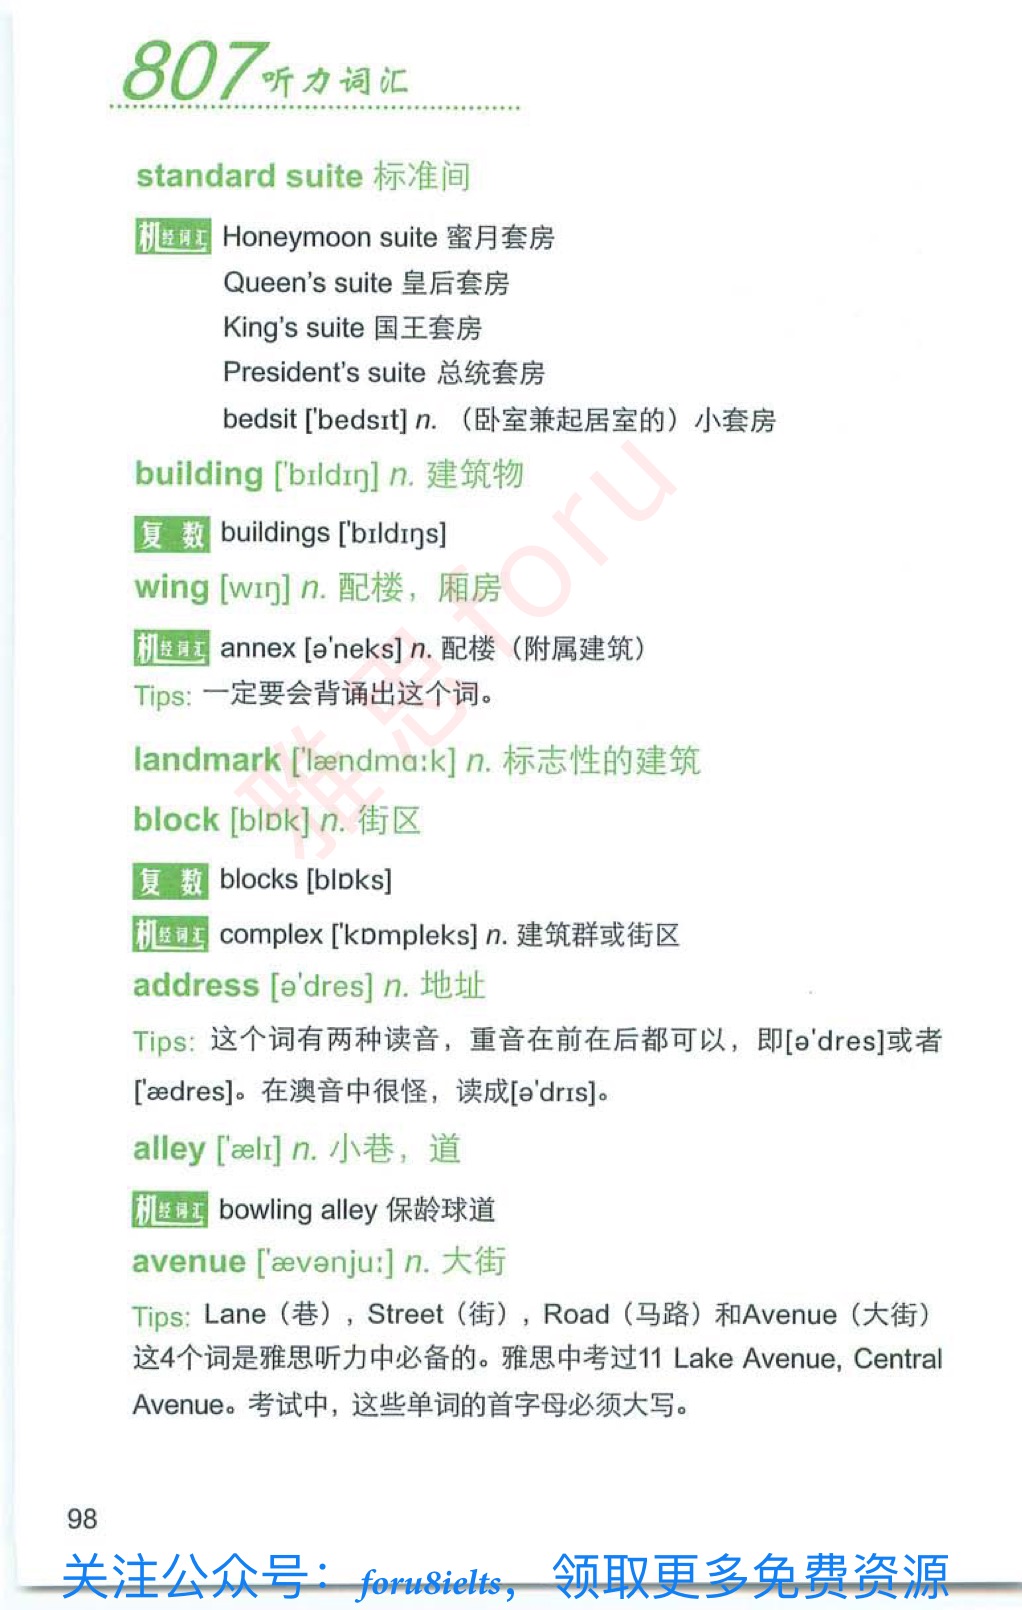 807听力词汇
standard suite 标准间
机经词汇 Honeymoon suite 蜜月套房
Queen's suite 皇后套房
King's suite 国王套房
President's suite 总统套房
bedsit ['bedsɪt] n. （卧室兼起居室的）小套房
building ['bɪldɪŋ] n. 建筑物
复 数 buildings ['bɪldɪŋs]
wing [wɪŋ] n. 配楼，厢房
机经词汇 annex [ə'neks] n. 配楼（附属建筑）
Tips: 一定要会背诵出这个词。
landmark ['lændmɑːk] n. 标志性的建筑
block [blɒk] n. 街区
复 数 blocks [blɒks]
机经词汇 complex ['kɒmpleks] n. 建筑群或街区
address [ə'dres] n. 地址
Tips: 这个词有两种读音，重音在前在后都可以，即[ə'dres]或者
['ædres]。在澳音中很怪，读成[ə'drɪs]。
alley ['ælɪ] n. 小巷，道
机经词汇 bowling alley 保龄球道
avenue ['ævənjuː] n. 大街
Tips: Lane（巷），Street（街），Road（马路）和Avenue（大街）
这4个词是雅思听力中必备的。雅思中考过11 Lake Avenue, Central
Avenue。考试中，这些单词的首字母必须大写。
雅思foru
98
关注公众号：foru8ielts，领取更多免费资源